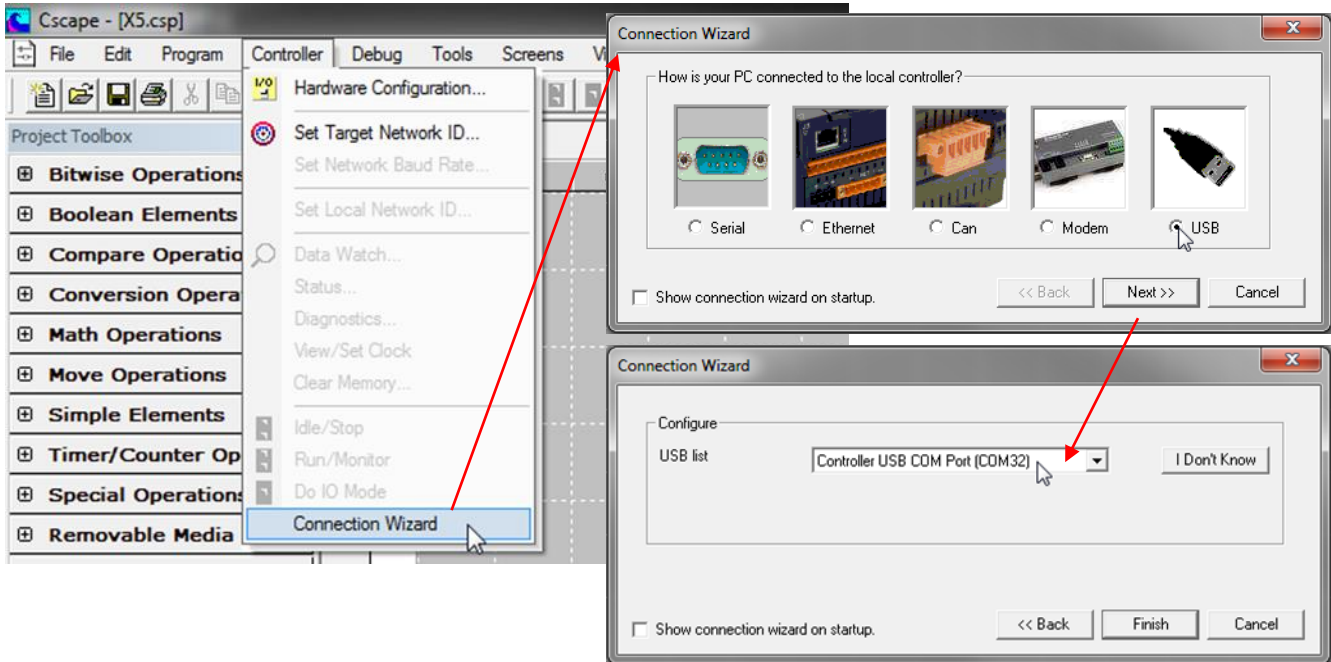 Cscape - [X5.csp]
File Edit Program Controller Debug Tools Screens
Project Toolbox
Bitwise Operations
Boolean Elements
Compare
Conversion
Math Operations
Move Operations
Simple Elements
Timer/Counter
Special Operations
Removable Media
I/O
Hardware Configuration...
Set Target Network ID...
Set Network Baud Rate...
Set Local Network ID...
Data Watch...
Status...
Diagnostics...
View/Set Clock
Clear Memory...
Idle/Stop
Run/Monitor
Do IO Mode
Connection Wizard
Connection Wizard
How is your PC connected to the local controller?
Serial Ethernet Can Modem USB
Show connection wizard on startup.
<< Back Next >> Cancel
Connection Wizard
Configure
USB list Controller USB COM Port (COM32) I Don't Know
Show connection wizard on startup.
<< Back Finish Cancel